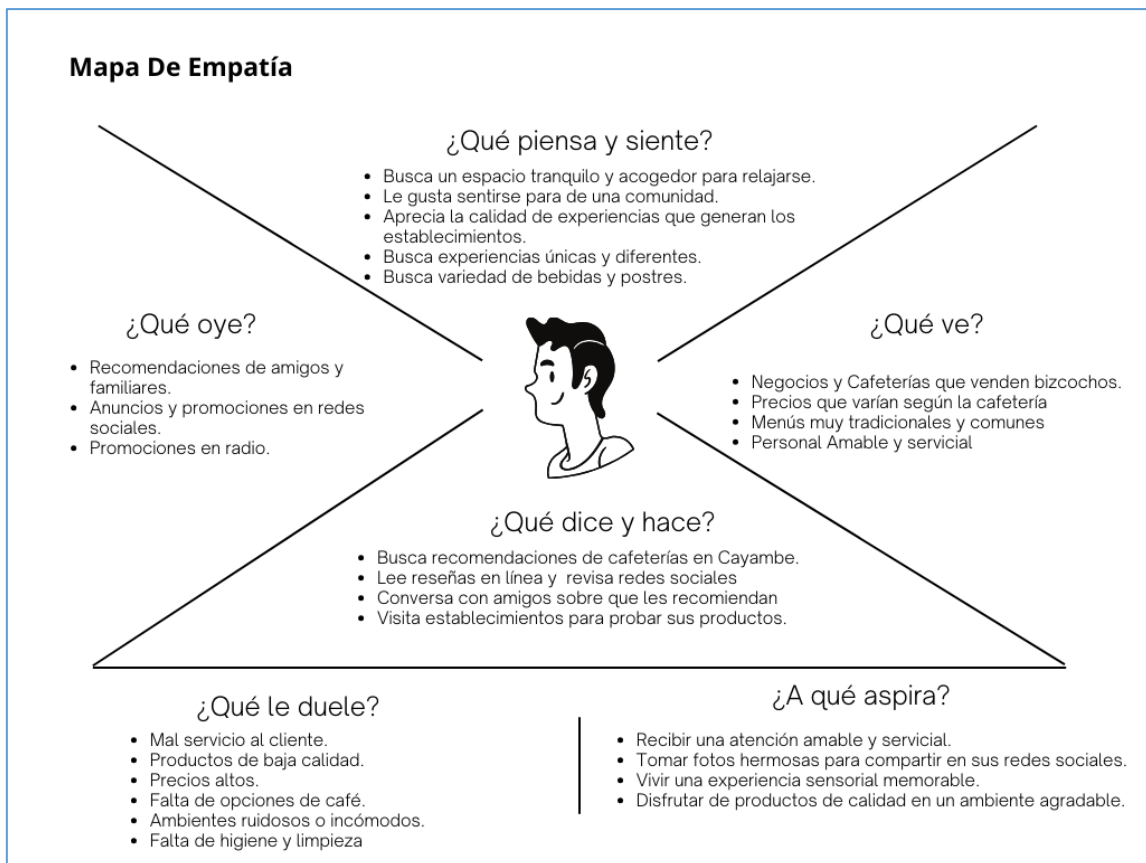 Mapa De Empatía
¿Qué piensa y siente?
• Busca un espacio tranquilo y acogedor para relajarse.
• Le gusta sentirse para de una comunidad.
• Aprecia la calidad de experiencias que generan los
establecimientos.
• Busca experiencias únicas y diferentes.
• Busca variedad de bebidas y postres.
¿Qué oye?
• Recomendaciones de amigos y
familiares.
• Anuncios y promociones en redes
sociales.
• Promociones en radio.
¿Qué ve?
• Negocios y Cafeterías que venden bizcochos.
• Precios que varían según la cafetería
• Menús muy tradicionales y comunes
• Personal Amable y servicial
¿Qué dice y hace?
• Busca recomendaciones de cafeterías en Cayambe.
• Lee reseñas en línea y revisa redes sociales
• Conversa con amigos sobre que les recomiendan
• Visita establecimientos para probar sus productos.
¿Qué le duele?
• Mal servicio al cliente.
• Productos de baja calidad.
• Precios altos.
• Falta de opciones de café.
• Ambientes ruidosos o incómodos.
• Falta de higiene y limpieza
¿A qué aspira?
• Recibir una atención amable y servicial.
• Tomar fotos hermosas para compartir en sus redes sociales.
• Vivir una experiencia sensorial memorable.
• Disfrutar de productos de calidad en un ambiente agradable.